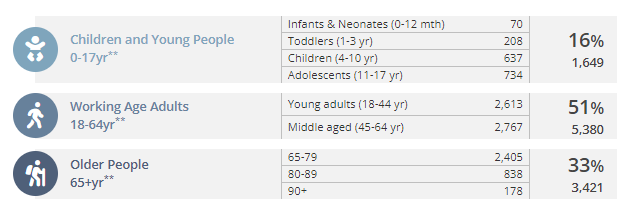 Children and Young People
0-17yr**
Infants & Neonates (0-12 mth) 70
Toddlers (1-3 yr) 208
Children (4-10 yr) 637
Adolescents (11-17 yr) 734
16%
1,649
Working Age Adults
18-64yr**
Young adults (18-44 yr) 2,613
Middle aged (45-64 yr) 2,767
51%
5,380
Older People
65+yr**
65-79 2,405
80-89 838
90+ 178
33%
3,421